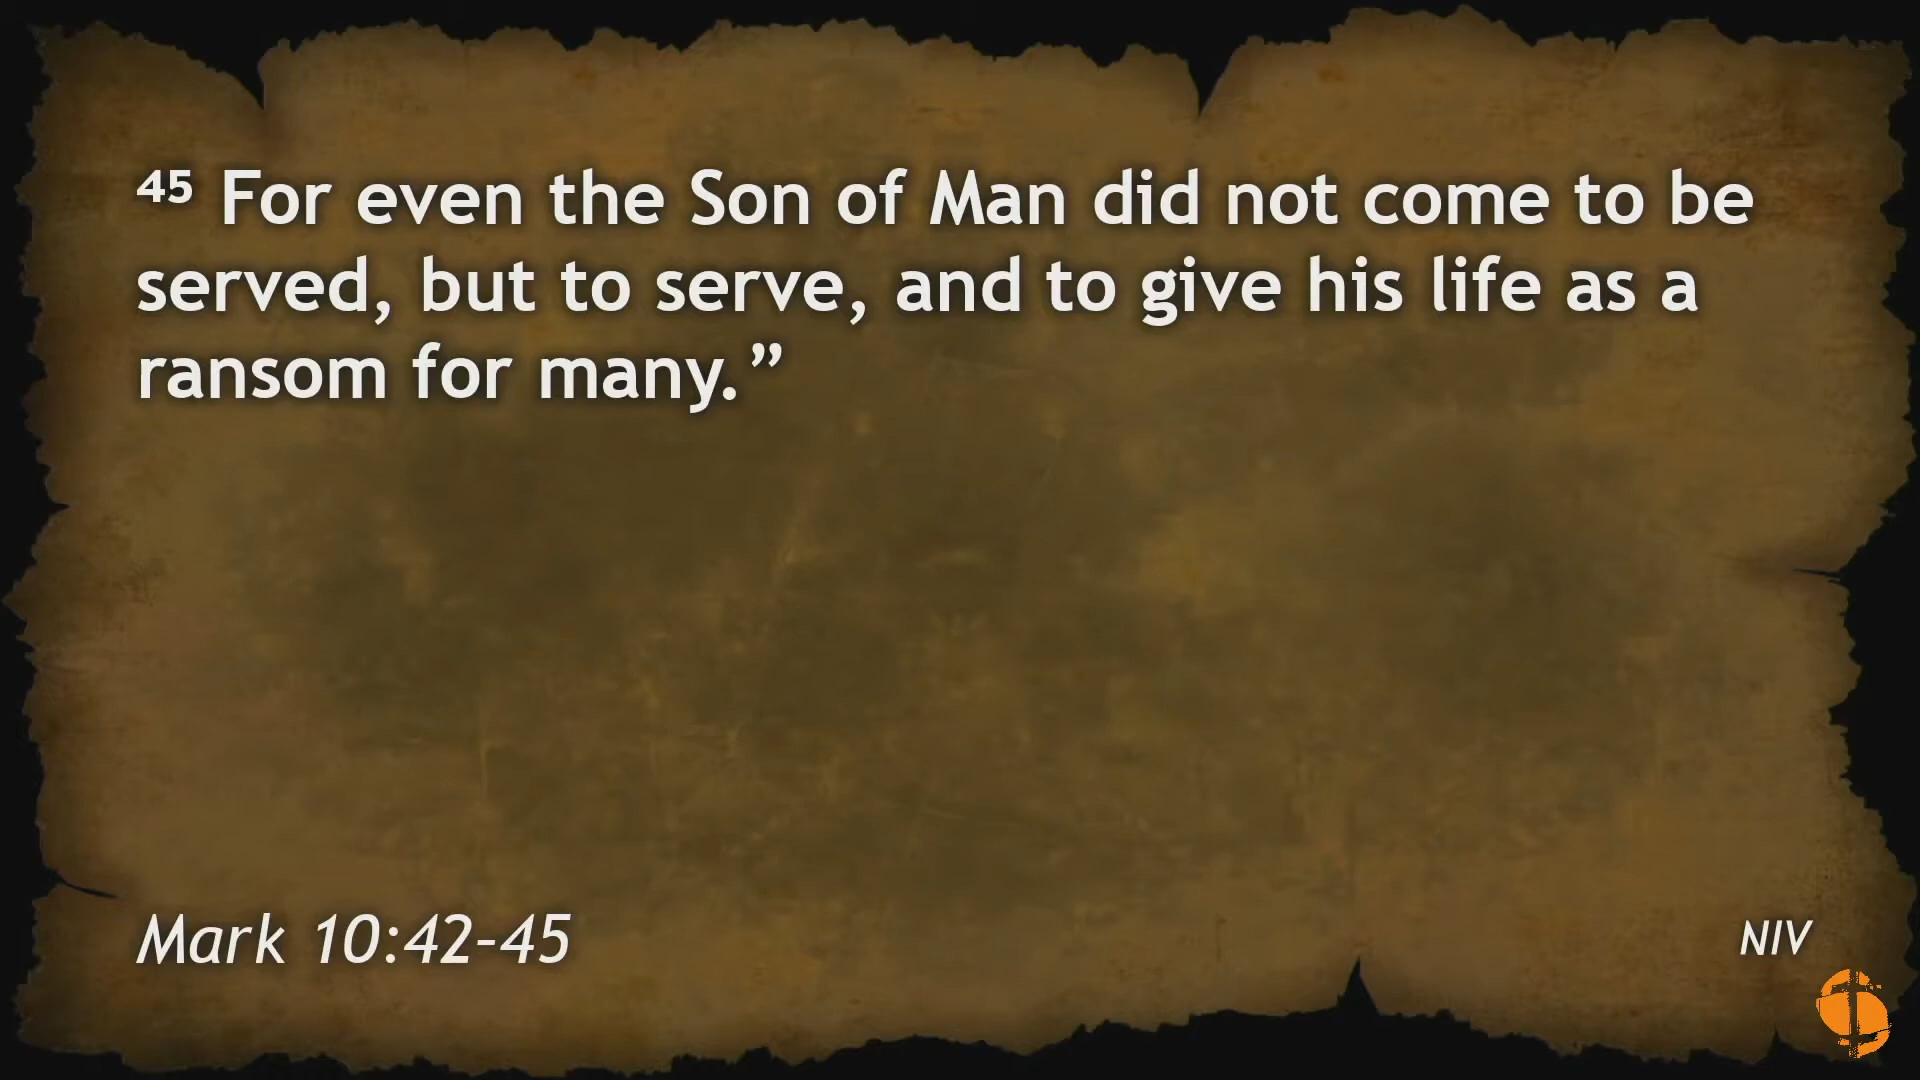 ⁴⁵ For even the Son of Man did not come to be
served, but to serve, and to give his life as a
ransom for many.”
Mark 10:42–45
NIV